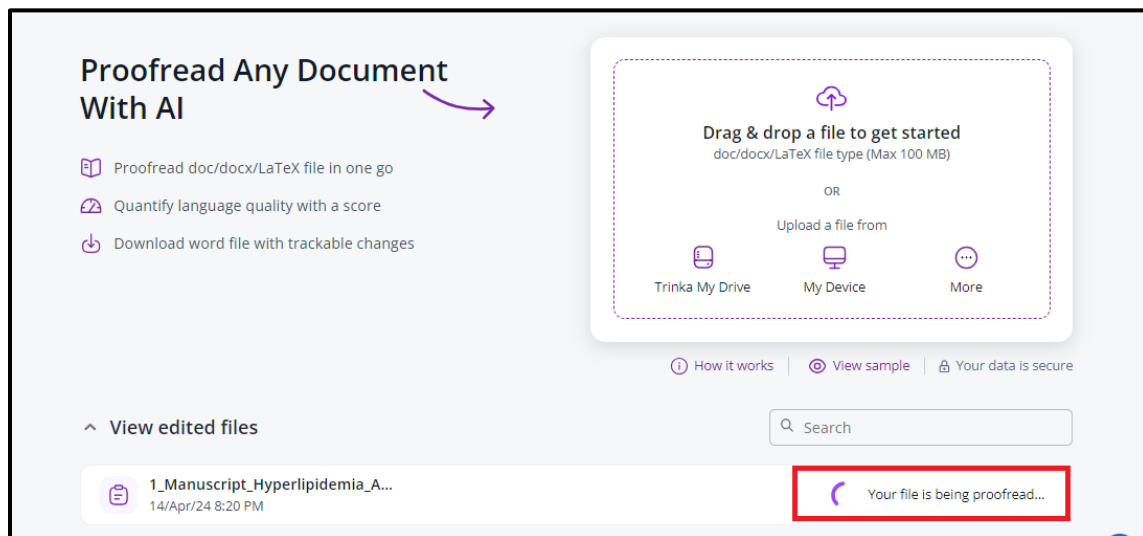 Proofread Any Document
With AI
Proofread doc/docx/LaTeX file in one go
Quantify language quality with a score
Download word file with trackable changes
Drag & drop a file to get started
doc/docx/LaTeX file type (Max 100 MB)
OR
Upload a file from
Trinka My Drive
My Device
More
How it works
View sample
Your data is secure
View edited files
Search
1_Manuscript_Hyperlipidemia_A...
14/Apr/24 8:20 PM
Your file is being proofread...